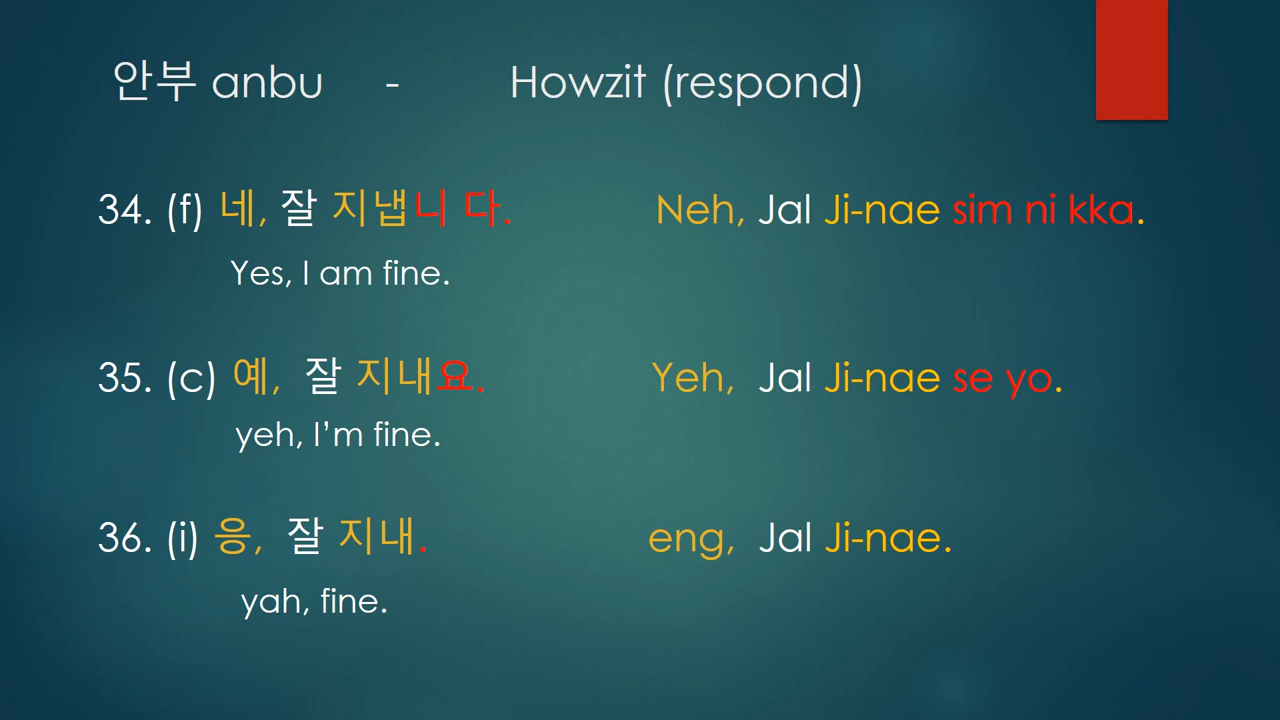 안부 anbu - Howzit (respond)
34. (f) 네, 잘 지냅니 다. Neh, Jal Ji-nae sim ni kka.
Yes, I am fine.
35. (c) 예, 잘 지내요. Yeh, Jal Ji-nae se yo.
yeh, I'm fine.
36. (i) 응, 잘 지내. eng, Jal Ji-nae.
yah, fine.